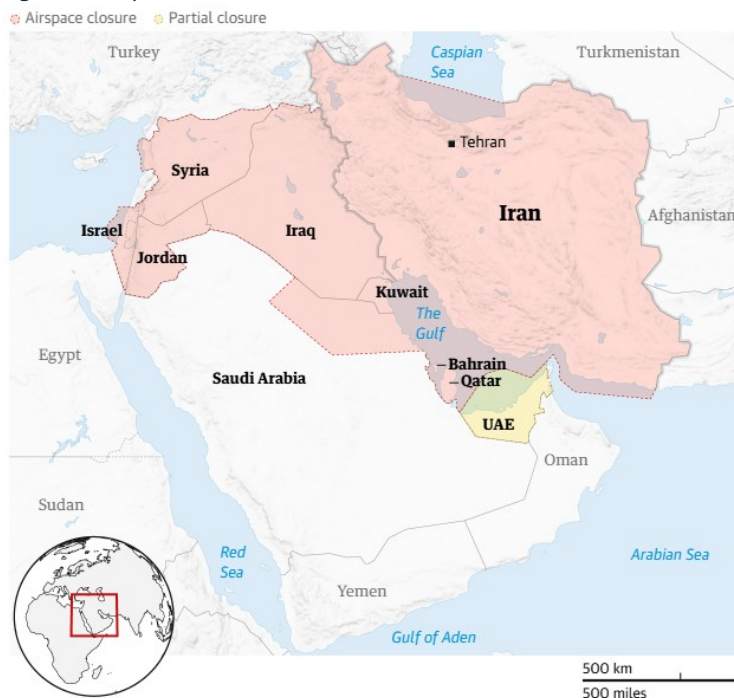 Airspace closure Partial closure
Turkey
Caspian
Sea
Turkmenistan
Tehran
Syria
Iran
Afghanistan
Israel
Iraq
Jordan
Kuwait
The
Gulf
Egypt
Bahrain
Saudi Arabia
Qatar
UAE
Oman
Sudan
Red
Sea
Arabian Sea
Yemen
Gulf of Aden
500 km
500 miles